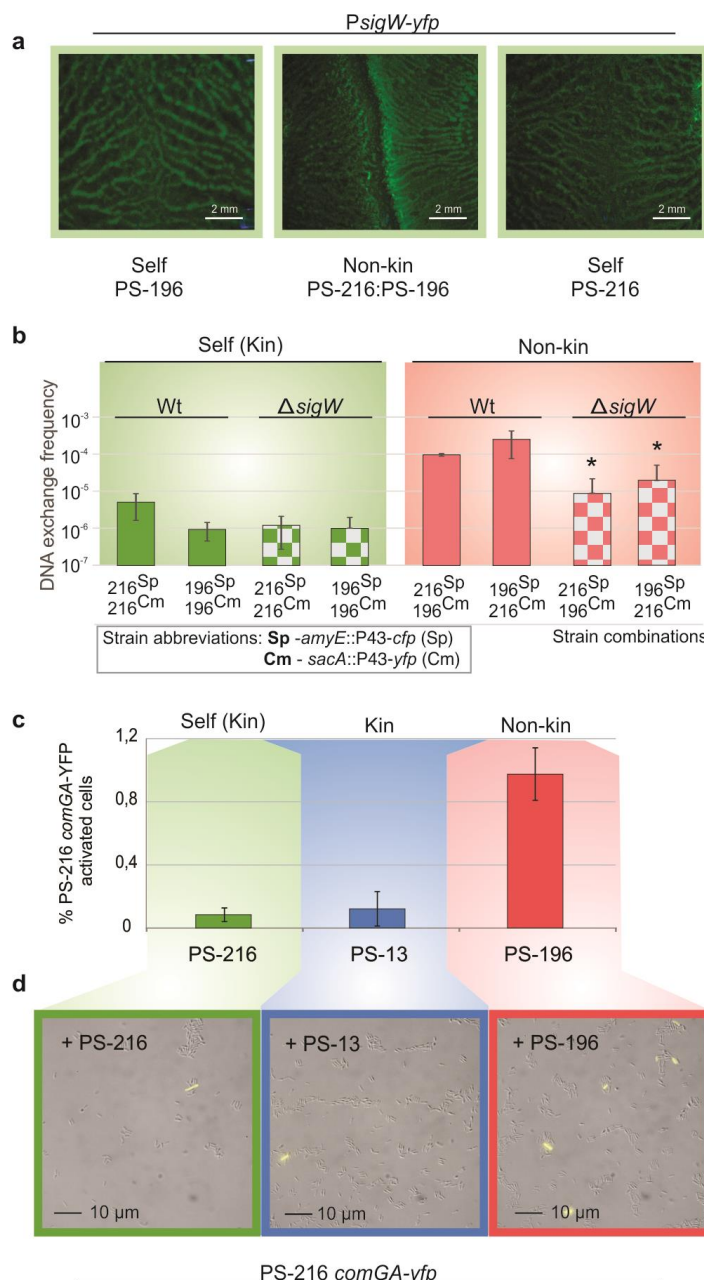 PsigW-yfp
a
2 mm
2 mm
2 mm
Self
PS-196
Non-kin
PS-216:PS-196
Self
PS-216
b
Self (Kin)
Non-kin
Wt
ΔsigW
Wt
ΔsigW
DNA exchange frequency
10⁻³
10⁻⁴
10⁻⁵
10⁻⁶
10⁻⁷
*
*
216Sp
216Cm
196Sp
196Cm
216Sp
216Cm
196Sp
196Cm
216Sp
196Cm
196Sp
216Cm
216Sp
196Cm
196Sp
216Cm
Strain abbreviations: Sp -amyE::P43-cfp (Sp)
Cm - sacA::P43-yfp (Cm)
Strain combinations
c
Self (Kin)
Kin
Non-kin
% PS-216 comGA-YFP
activated cells
1,2
0,8
0,4
0
PS-216
PS-13
PS-196
d
+ PS-216
+ PS-13
+ PS-196
10 µm
10 µm
10 µm
PS-216 comGA-yfp